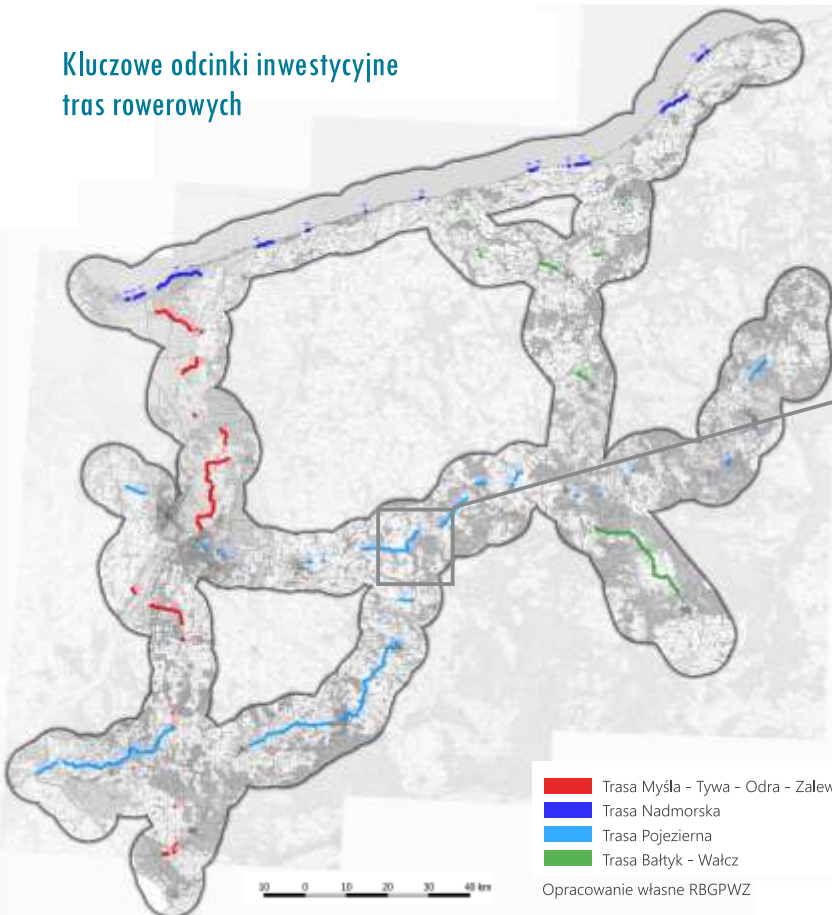 Kluczowe odcinki inwestycyjne
tras rowerowych
Trasa Myśla - Tywa - Odra - Zalew
Trasa Nadmorska
Trasa Pojezierna
Trasa Bałtyk - Wałcz
Opracowanie własne RBGPWZ
10 0 10 20 30 40 km